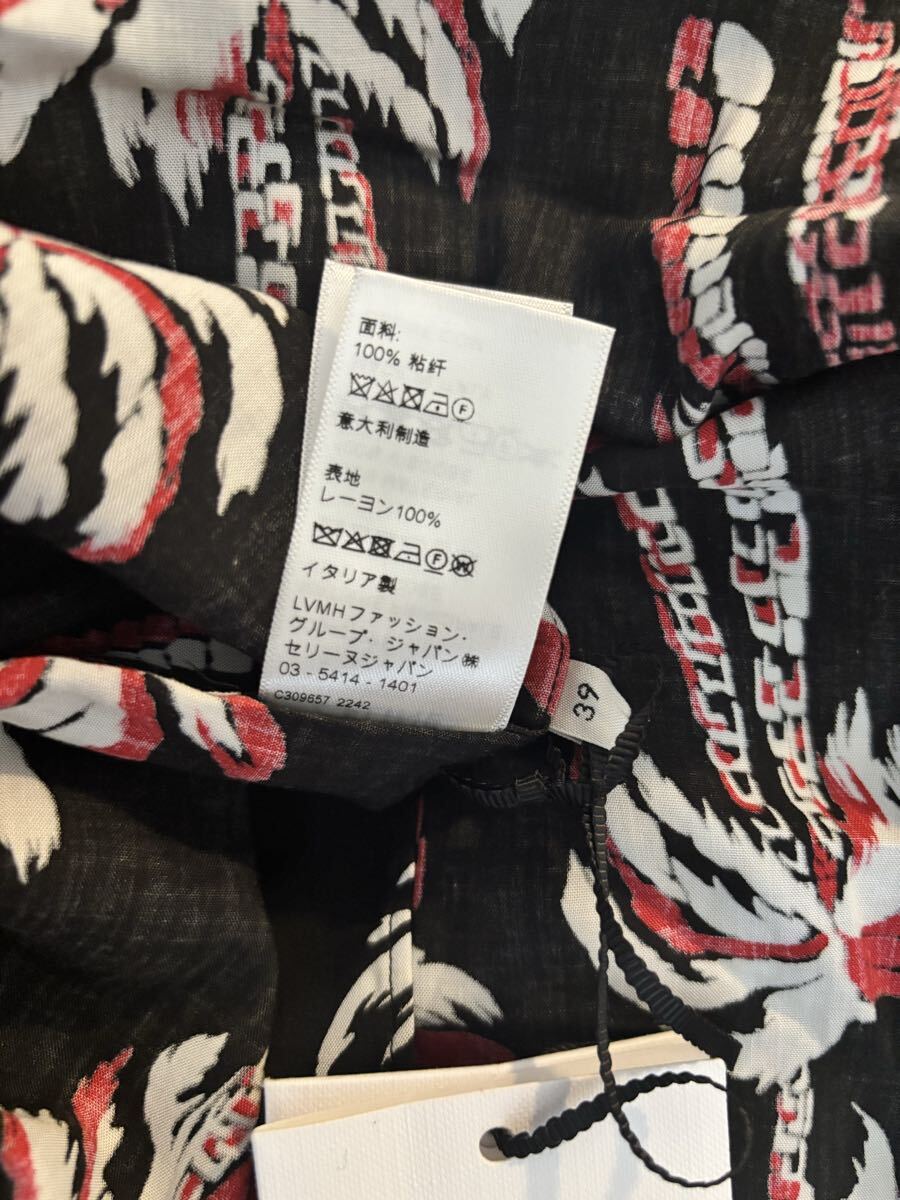 面料:
100% 粘纤
F
意大利制造
表地
レーヨン100%
F W
イタリア製
LVMHファッション・
グループ・ジャパン㈱
セリーヌジャパン
03 - 5414 - 1401
C309657 2242
39